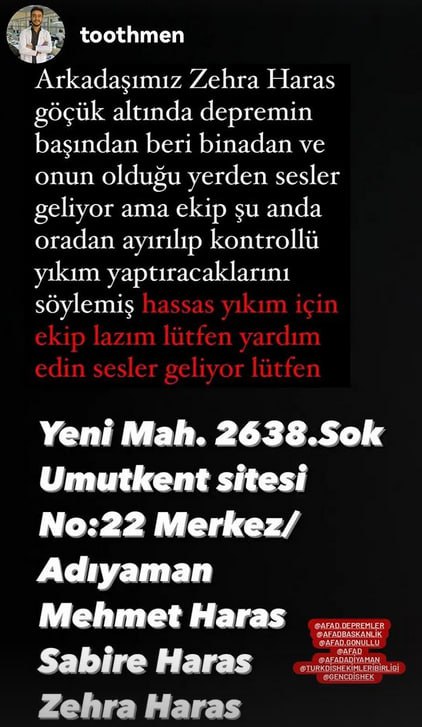 toothmen
Arkadaşımız Zehra Haras
göçük altında depremin
başından beri binadan ve
onun olduğu yerden sesler
geliyor ama ekip şu anda
oradan ayırılıp kontrollü
yıkım yaptıracaklarını
söylemiş hassas yıkım için
ekip lazım lütfen yardım
edin sesler geliyor lütfen
Yeni Mah. 2638.Sok
Umutkent sitesi
No:22 Merkez/
Adıyaman
Mehmet Haras
Sabire Haras
Zehra Haras
@AFAD.DEPREMLER
@AFADBASKANLIK
@AFAD.GONULLU
@AFAD
@AFADADIYAMAN
@TURKDISHEKIMLERIBIRLIGI
@GENCDISHEK